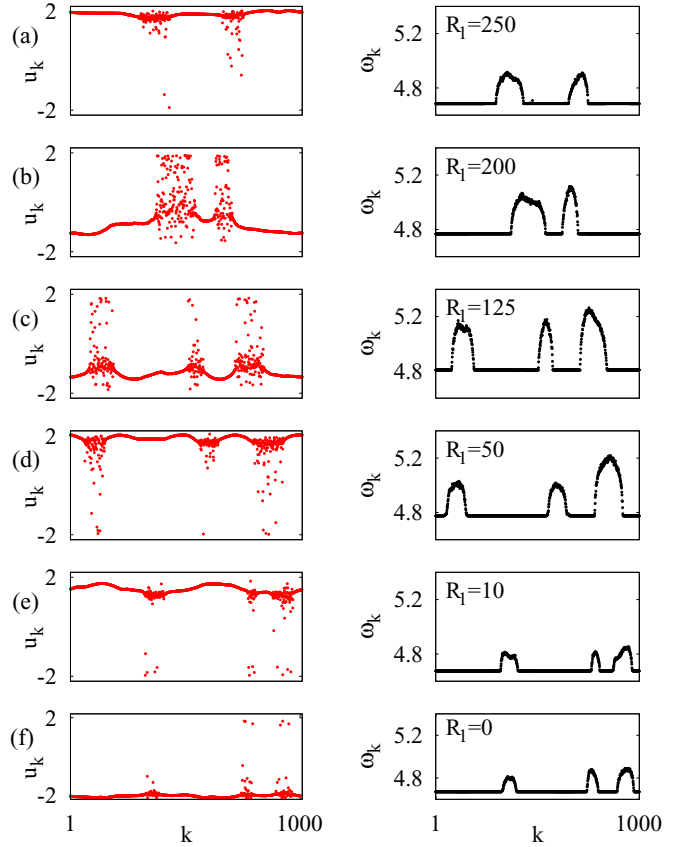 (a)
u_k
2
-2
ω_k
5.2
4.8
R_l=250
(b)
u_k
2
-2
ω_k
5.2
4.8
R_l=200
(c)
u_k
2
-2
ω_k
5.2
4.8
R_l=125
(d)
u_k
2
-2
ω_k
5.2
4.8
R_l=50
(e)
u_k
2
-2
ω_k
5.2
4.8
R_l=10
(f)
u_k
2
-2
ω_k
5.2
4.8
R_l=0
1 k 1000
1 k 1000